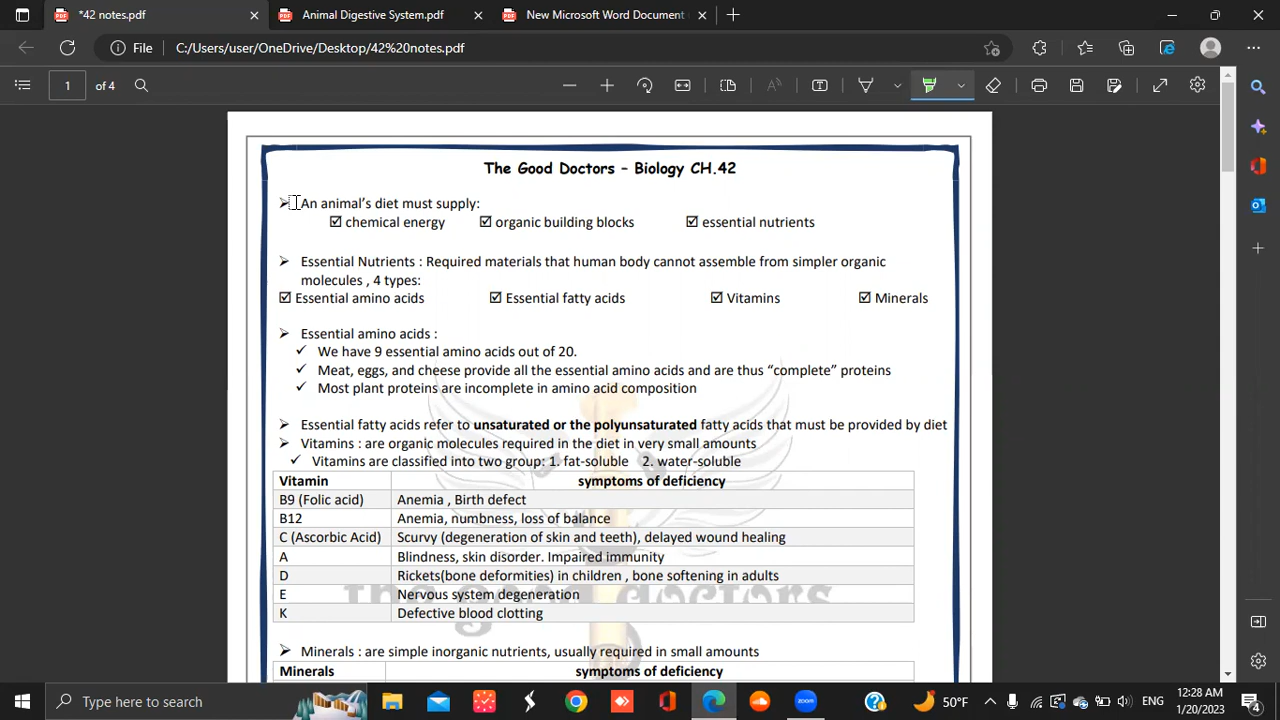 *42 notes.pdf
Animal Digestive System.pdf
New Microsoft Word Document
File
C:/Users/user/OneDrive/Desktop/42%20notes.pdf
1 of 4
The Good Doctors – Biology CH.42
➢ An animal's diet must supply:
☑ chemical energy ☑ organic building blocks ☑ essential nutrients
➢ Essential Nutrients : Required materials that human body cannot assemble from simpler organic
molecules , 4 types:
☑ Essential amino acids ☑ Essential fatty acids ☑ Vitamins ☑ Minerals
➢ Essential amino acids :
✓ We have 9 essential amino acids out of 20.
✓ Meat, eggs, and cheese provide all the essential amino acids and are thus “complete” proteins
✓ Most plant proteins are incomplete in amino acid composition
➢ Essential fatty acids refer to unsaturated or the polyunsaturated fatty acids that must be provided by diet
➢ Vitamins : are organic molecules required in the diet in very small amounts
✓ Vitamins are classified into two group: 1. fat-soluble 2. water-soluble
Vitamin symptoms of deficiency
B9 (Folic acid) Anemia , Birth defect
B12 Anemia, numbness, loss of balance
C (Ascorbic Acid) Scurvy (degeneration of skin and teeth), delayed wound healing
A Blindness, skin disorder. Impaired immunity
D Rickets(bone deformities) in children , bone softening in adults
E Nervous system degeneration
K Defective blood clotting
the good doctors
➢ Minerals : are simple inorganic nutrients, usually required in small amounts
Minerals symptoms of deficiency
Type here to search
zoom
50°F
ENG
12:28 AM
1/20/2023
4